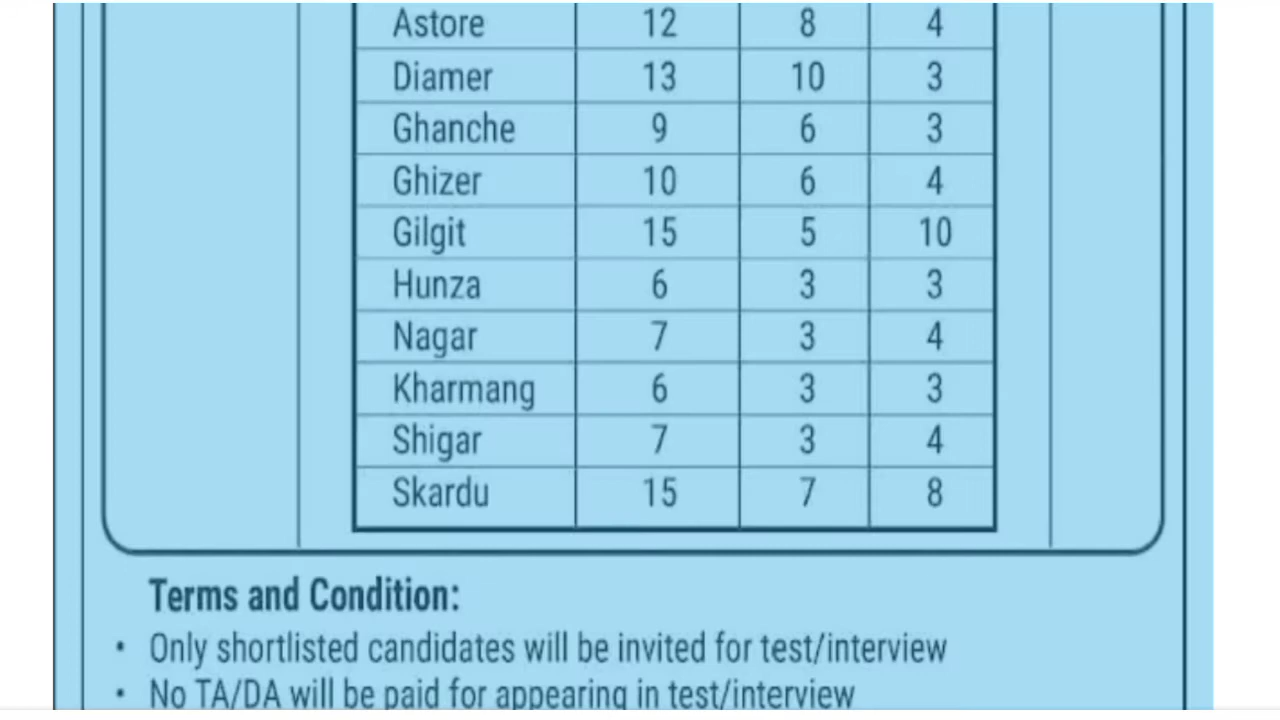 Astore 12 8 4
Diamer 13 10 3
Ghanche 9 6 3
Ghizer 10 6 4
Gilgit 15 5 10
Hunza 6 3 3
Nagar 7 3 4
Kharmang 6 3 3
Shigar 7 3 4
Skardu 15 7 8
Terms and Condition:
• Only shortlisted candidates will be invited for test/interview
• No TA/DA will be paid for appearing in test/interview